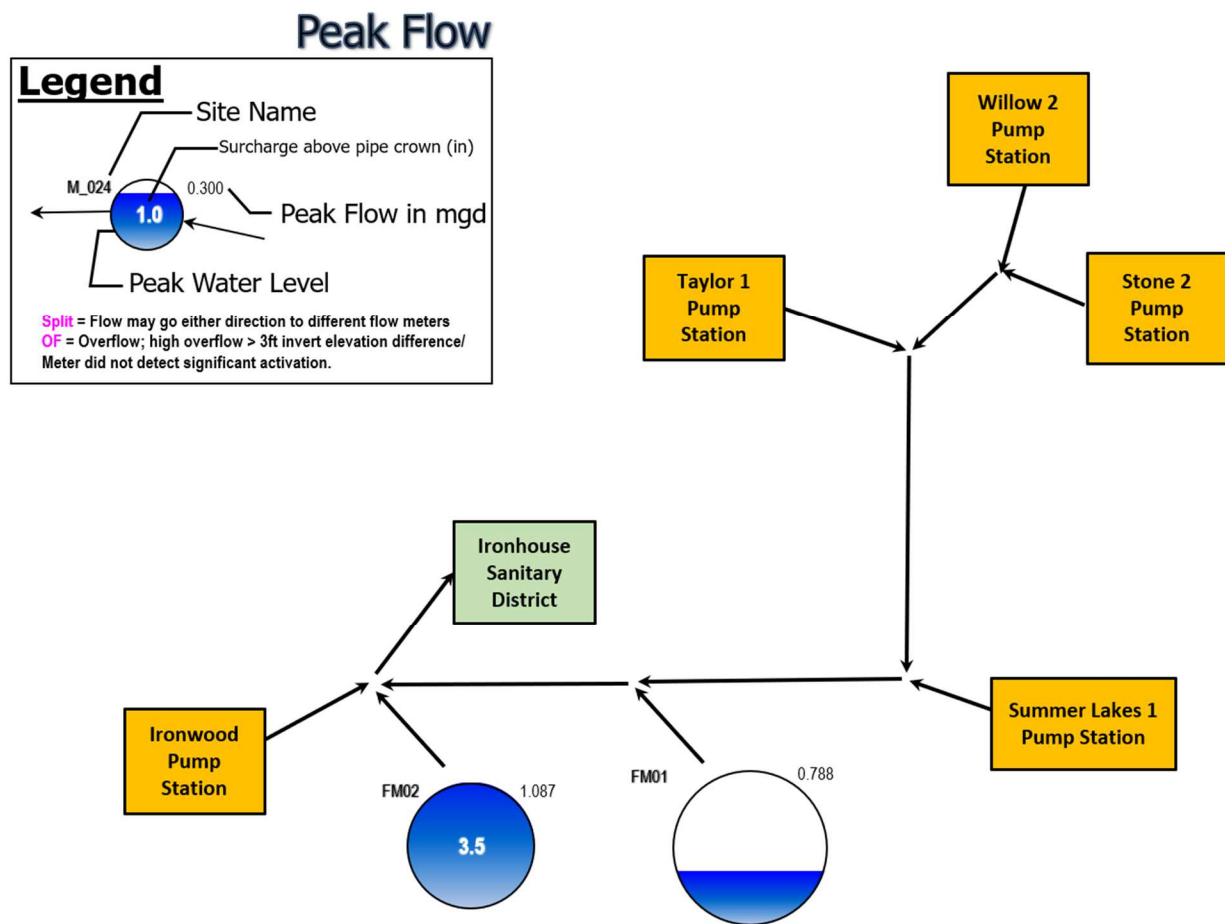 Peak Flow
Legend
Site Name
Surcharge above pipe crown (in)
M_024
0.300
1.0
Peak Flow in mgd
Peak Water Level
Split = Flow may go either direction to different flow meters
OF = Overflow; high overflow > 3ft invert elevation difference/
Meter did not detect significant activation.
Willow 2
Pump
Station
Taylor 1
Pump
Station
Stone 2
Pump
Station
Ironhouse
Sanitary
District
Ironwood
Pump
Station
Summer Lakes 1
Pump Station
FM02
1.087
3.5
FM01
0.788